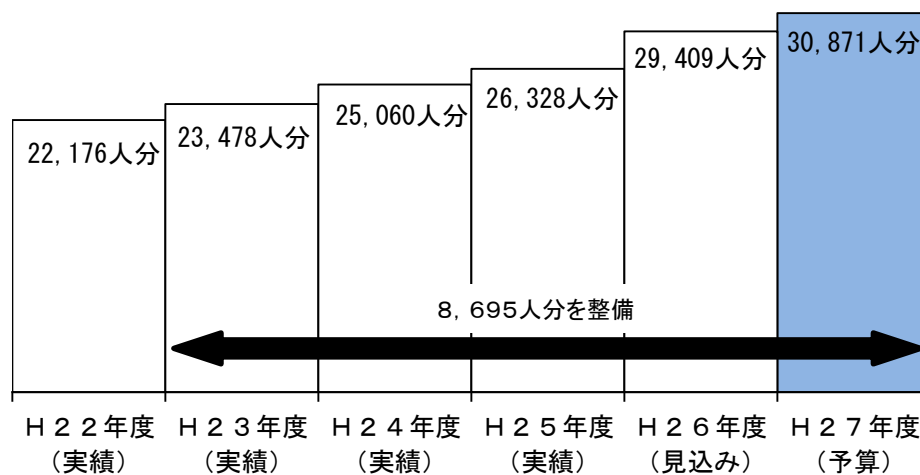 30,871人分
29,409人分
26,328人分
25,060人分
23,478人分
22,176人分
8,695人分を整備
H22年度 H23年度 H24年度 H25年度 H26年度 H27年度
(実績) (実績) (実績) (実績) (見込み) (予算)